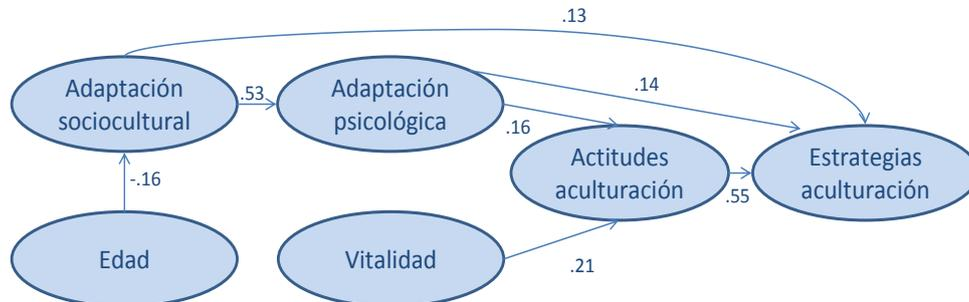 .13
Adaptación
sociocultural
.53
Adaptación
psicológica
.14
.16
Actitudes
aculturación
.55
Estrategias
aculturación
-.16
Edad
Vitalidad
.21